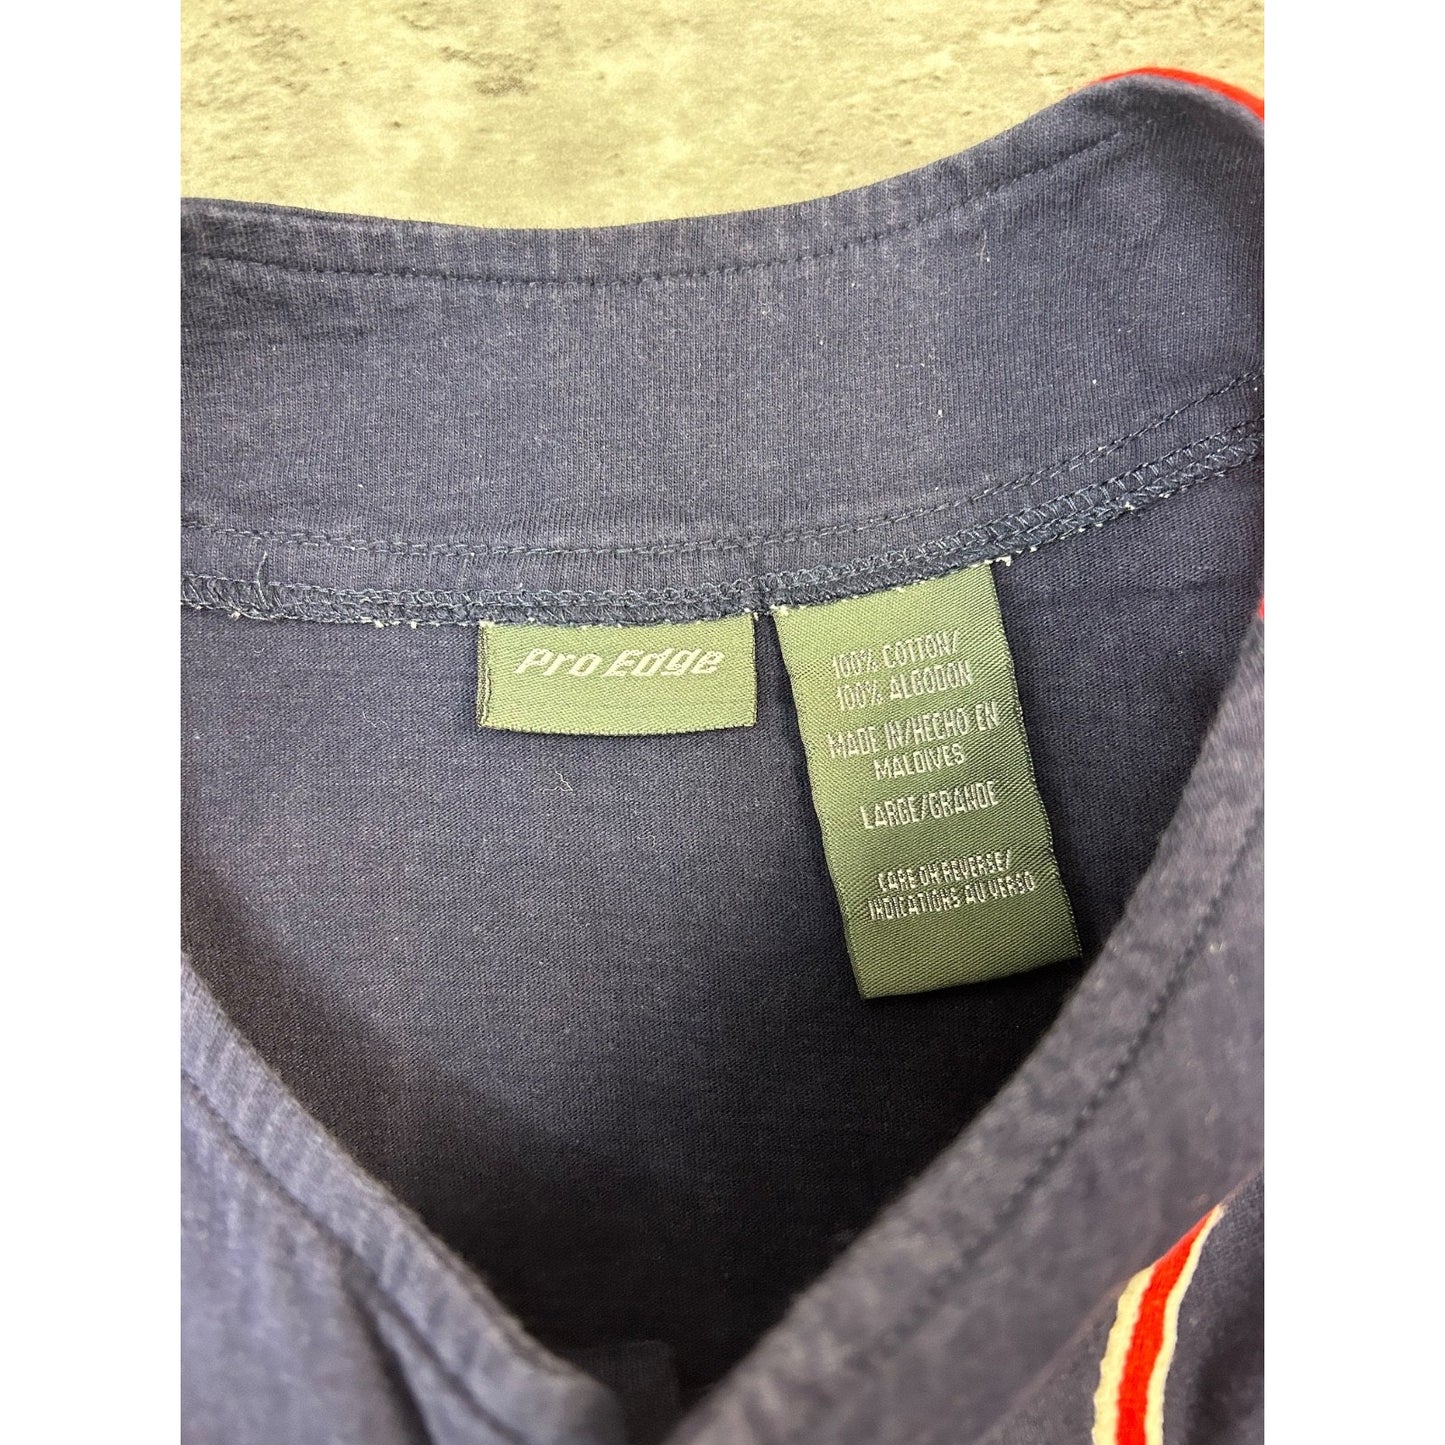 Pro Edge
100% COTTON/
100% ALGODON
MADE IN/HECHO EN
MALDIVES
LARGE/GRANDE
CARE ON REVERSE/
INDICATIONS AU VERSO